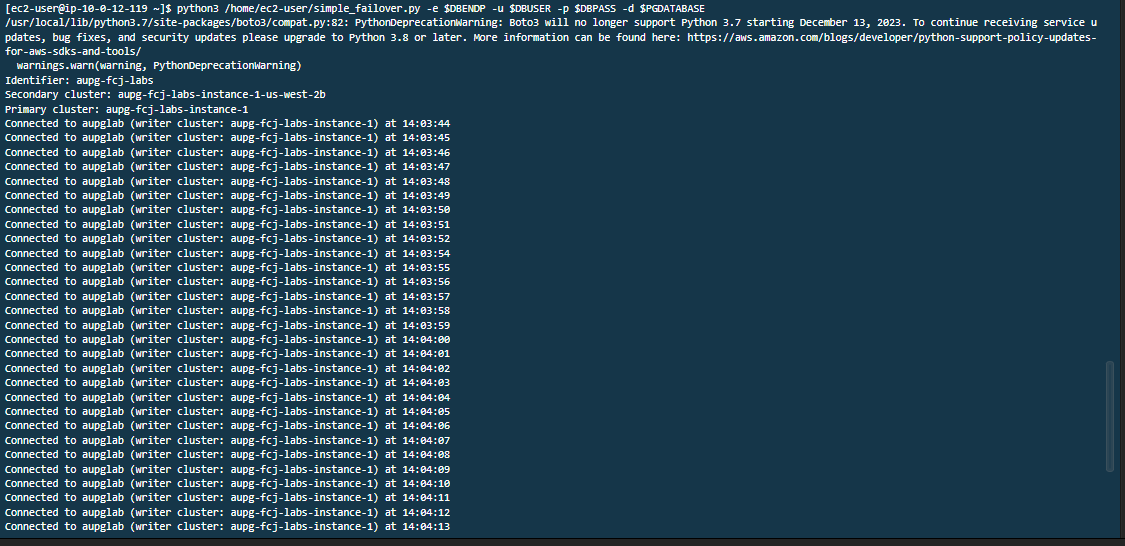 [ec2-user@ip-10-0-12-119 ~]$ python3 /home/ec2-user/simple_failover.py -e $DBENDP -u $DBUSER -p $DBPASS -d $PGDATABASE
/usr/local/lib/python3.7/site-packages/boto3/compat.py:82: PythonDeprecationWarning: Boto3 will no longer support Python 3.7 starting December 13, 2023. To continue receiving service u
pdates, bug fixes, and security updates please upgrade to Python 3.8 or later. More information can be found here: https://aws.amazon.com/blogs/developer/python-support-policy-updates-
for-aws-sdks-and-tools/
  warnings.warn(warning, PythonDeprecationWarning)
Identifier: aupg-fcj-labs
Secondary cluster: aupg-fcj-labs-instance-1-us-west-2b
Primary cluster: aupg-fcj-labs-instance-1
Connected to aupglab (writer cluster: aupg-fcj-labs-instance-1) at 14:03:44
Connected to aupglab (writer cluster: aupg-fcj-labs-instance-1) at 14:03:45
Connected to aupglab (writer cluster: aupg-fcj-labs-instance-1) at 14:03:46
Connected to aupglab (writer cluster: aupg-fcj-labs-instance-1) at 14:03:47
Connected to aupglab (writer cluster: aupg-fcj-labs-instance-1) at 14:03:48
Connected to aupglab (writer cluster: aupg-fcj-labs-instance-1) at 14:03:49
Connected to aupglab (writer cluster: aupg-fcj-labs-instance-1) at 14:03:50
Connected to aupglab (writer cluster: aupg-fcj-labs-instance-1) at 14:03:51
Connected to aupglab (writer cluster: aupg-fcj-labs-instance-1) at 14:03:52
Connected to aupglab (writer cluster: aupg-fcj-labs-instance-1) at 14:03:54
Connected to aupglab (writer cluster: aupg-fcj-labs-instance-1) at 14:03:55
Connected to aupglab (writer cluster: aupg-fcj-labs-instance-1) at 14:03:56
Connected to aupglab (writer cluster: aupg-fcj-labs-instance-1) at 14:03:57
Connected to aupglab (writer cluster: aupg-fcj-labs-instance-1) at 14:03:58
Connected to aupglab (writer cluster: aupg-fcj-labs-instance-1) at 14:03:59
Connected to aupglab (writer cluster: aupg-fcj-labs-instance-1) at 14:04:00
Connected to aupglab (writer cluster: aupg-fcj-labs-instance-1) at 14:04:01
Connected to aupglab (writer cluster: aupg-fcj-labs-instance-1) at 14:04:02
Connected to aupglab (writer cluster: aupg-fcj-labs-instance-1) at 14:04:03
Connected to aupglab (writer cluster: aupg-fcj-labs-instance-1) at 14:04:04
Connected to aupglab (writer cluster: aupg-fcj-labs-instance-1) at 14:04:05
Connected to aupglab (writer cluster: aupg-fcj-labs-instance-1) at 14:04:06
Connected to aupglab (writer cluster: aupg-fcj-labs-instance-1) at 14:04:07
Connected to aupglab (writer cluster: aupg-fcj-labs-instance-1) at 14:04:08
Connected to aupglab (writer cluster: aupg-fcj-labs-instance-1) at 14:04:09
Connected to aupglab (writer cluster: aupg-fcj-labs-instance-1) at 14:04:10
Connected to aupglab (writer cluster: aupg-fcj-labs-instance-1) at 14:04:11
Connected to aupglab (writer cluster: aupg-fcj-labs-instance-1) at 14:04:12
Connected to aupglab (writer cluster: aupg-fcj-labs-instance-1) at 14:04:13